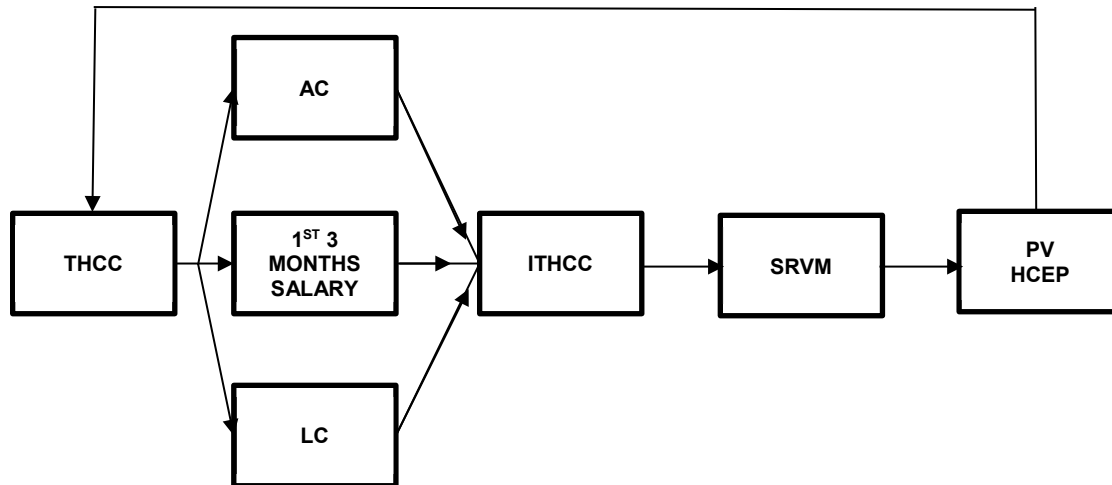 AC
THCC
1ST 3
MONTHS
SALARY
ITHCC
SRVM
PV
HCEP
LC